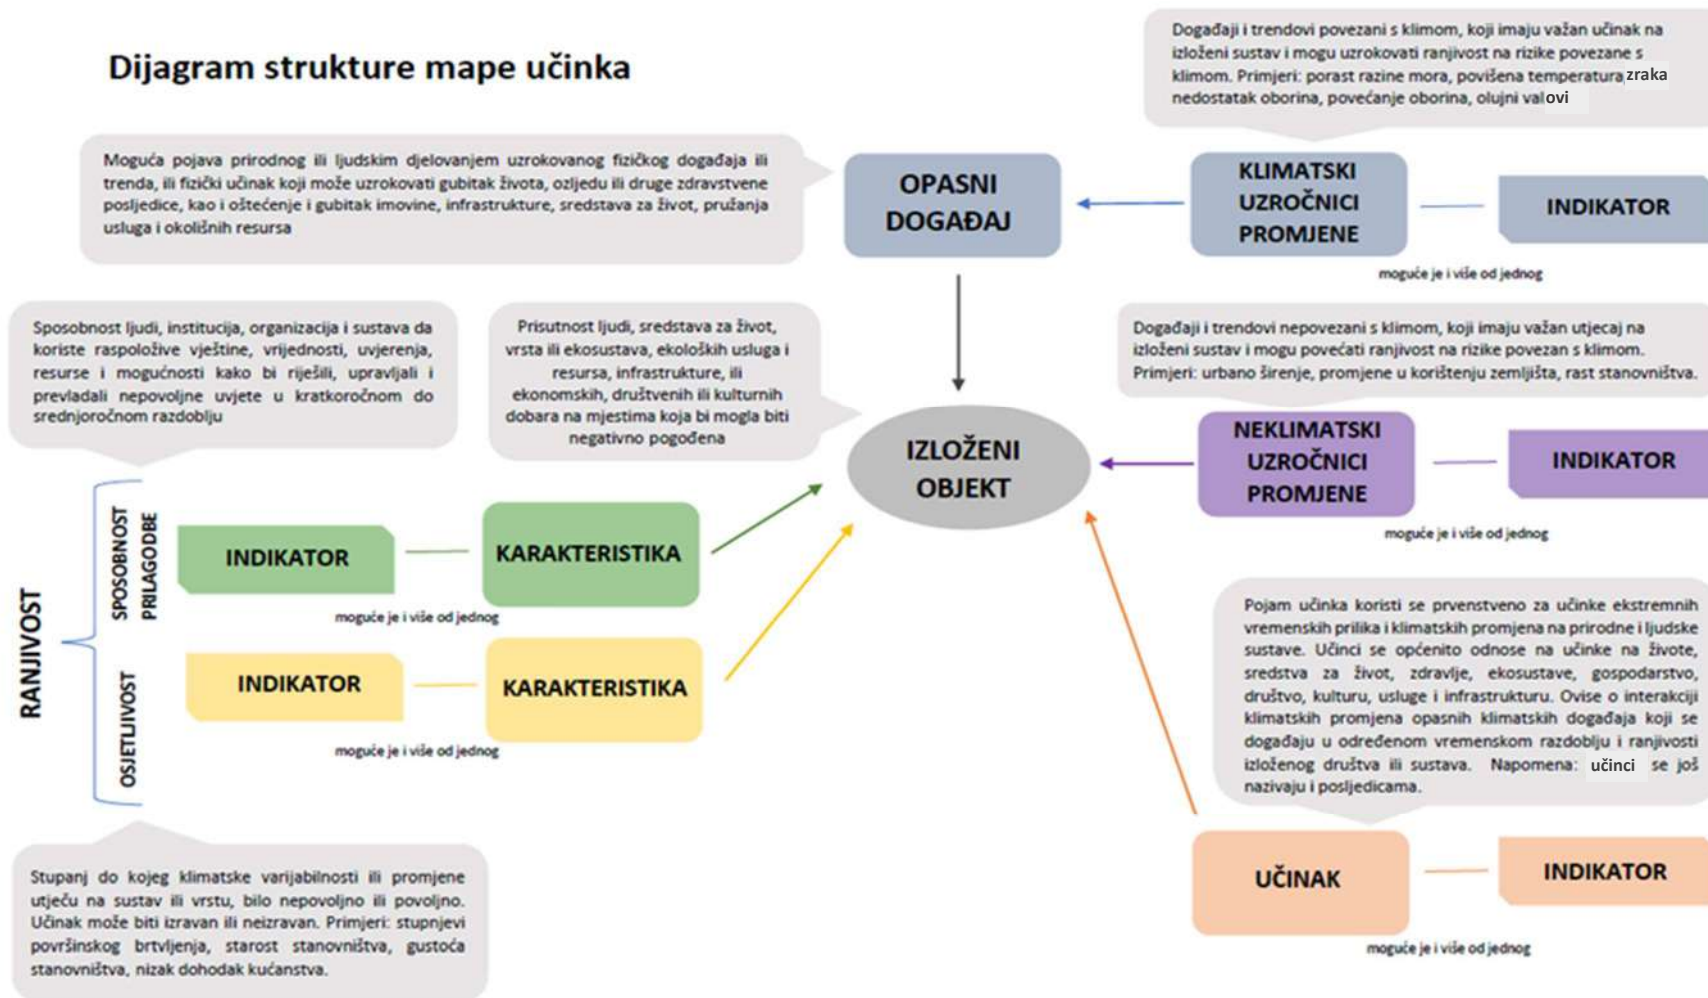 Dijagram strukture mape učinka
Događaji i trendovi povezani s klimom, koji imaju važan učinak na
izloženi sustav i mogu uzrokovati ranjivost na rizike povezane s
klimom. Primjeri: porast razine mora, povišena temperatura zraka
nedostatak oborina, povećanje oborina, olujni valovi
Moguća pojava prirodnog ili ljudskim djelovanjem uzrokovanog fizičkog događaja ili
trenda, ili fizički učinak koji može uzrokovati gubitak života, ozljedu ili druge zdravstvene
posljedice, kao i oštećenje i gubitak imovine, infrastrukture, sredstava za život, pružanja
usluga i okolišnih resursa
OPASNI
DOGAĐAJ
KLIMATSKI
UZROČNICI
PROMJENE
INDIKATOR
moguće je i više od jednog
Sposobnost ljudi, institucija, organizacija i sustava da
koriste raspoložive vještine, vrijednosti, uvjerenja,
resurse i mogućnosti kako bi riješili, upravljali i
prevladali nepovoljne uvjete u kratkoročnom do
srednjoročnom razdoblju
Prisutnost ljudi, sredstava za život,
vrsta ili ekosustava, ekoloških usluga i
resursa, infrastrukture, ili
ekonomskih, društvenih ili kulturnih
dobara na mjestima koja bi mogla biti
negativno pogođena
Događaji i trendovi nepovezani s klimom, koji imaju važan utjecaj na
izloženi sustav i mogu povećati ranjivost na rizike povezan s klimom.
Primjeri: urbano širenje, promjene u korištenju zemljišta, rast stanovništva.
IZLOŽENI
OBJEKT
NEKLIMATSKI
UZROČNICI
PROMJENE
INDIKATOR
moguće je i više od jednog
RANJIVOST
SPOSOBNOST
PRILAGODBE
INDIKATOR
KARAKTERISTIKA
moguće je i više od jednog
OSJETLJIVOST
INDIKATOR
KARAKTERISTIKA
moguće je i više od jednog
Pojam učinka koristi se prvenstveno za učinke ekstremnih
vremenskih prilika i klimatskih promjena na prirodne i ljudske
sustave. Učinci se općenito odnose na učinke na živote,
sredstva za život, zdravlje, ekosustave, gospodarstvo,
društvo, kulturu, usluge i infrastrukturu. Ovise o interakciji
klimatskih promjena opasnih klimatskih događaja koji se
događaju u određenom vremenskom razdoblju i ranjivosti
izloženog društva ili sustava. Napomena: učinci se još
nazivaju i posljedicama.
Stupanj do kojeg klimatske varijabilnosti ili promjene
utječu na sustav ili vrstu, bilo nepovoljno ili povoljno.
Učinak može biti izravan ili neizravan. Primjeri: stupnjevi
površinskog brtvljenja, starost stanovništva, gustoća
stanovništva, nizak dohodak kućanstva.
UČINAK
INDIKATOR
moguće je i više od jednog